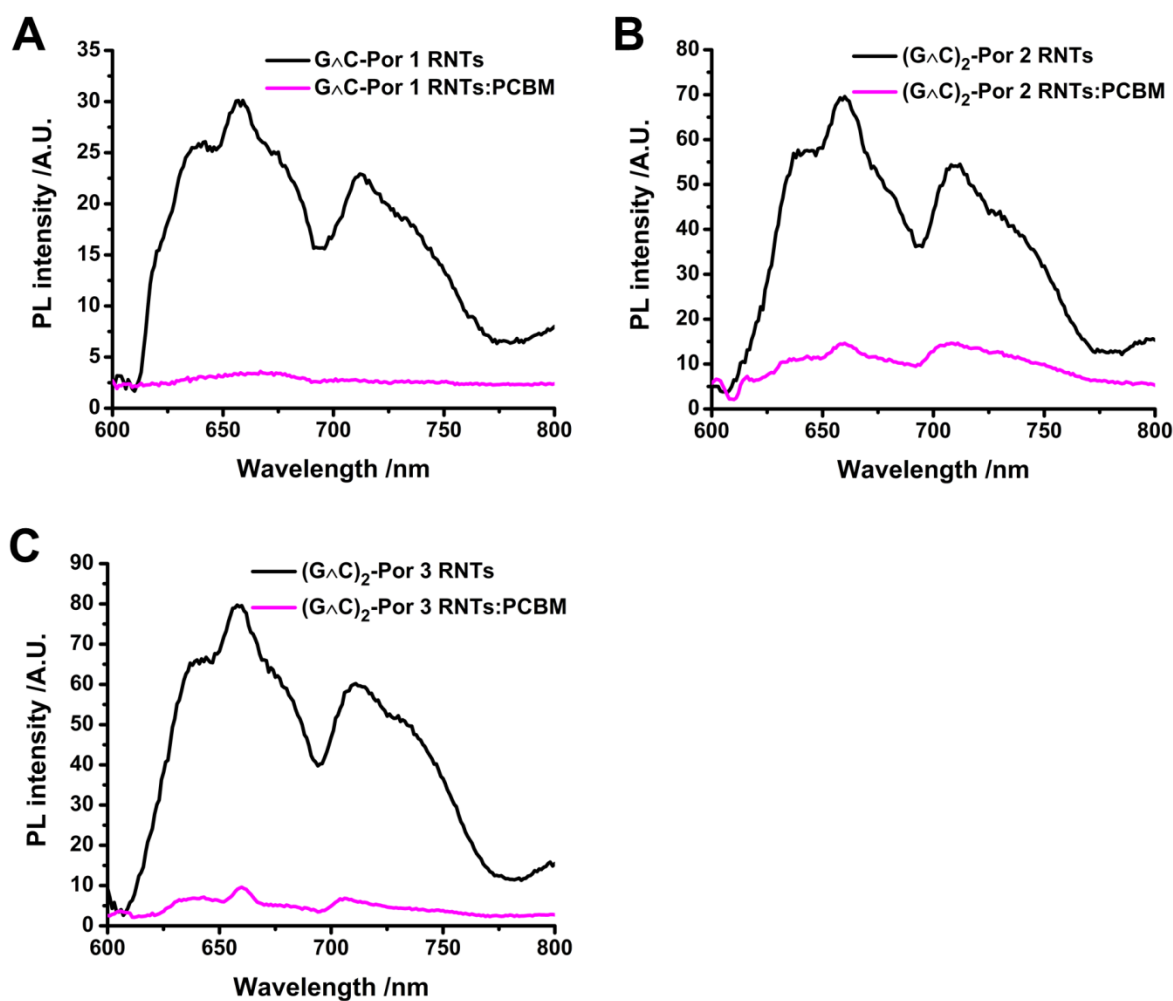 A
G∧C-Por 1 RNTs
G∧C-Por 1 RNTs:PCBM
PL intensity /A.U.
35
30
25
20
15
10
5
0
600 650 700 750 800
Wavelength /nm
B
(G∧C)₂-Por 2 RNTs
(G∧C)₂-Por 2 RNTs:PCBM
PL intensity /A.U.
80
70
60
50
40
30
20
10
0
600 650 700 750 800
Wavelength /nm
C
(G∧C)₂-Por 3 RNTs
(G∧C)₂-Por 3 RNTs:PCBM
PL intensity /A.U.
90
80
70
60
50
40
30
20
10
0
600 650 700 750 800
Wavelength /nm